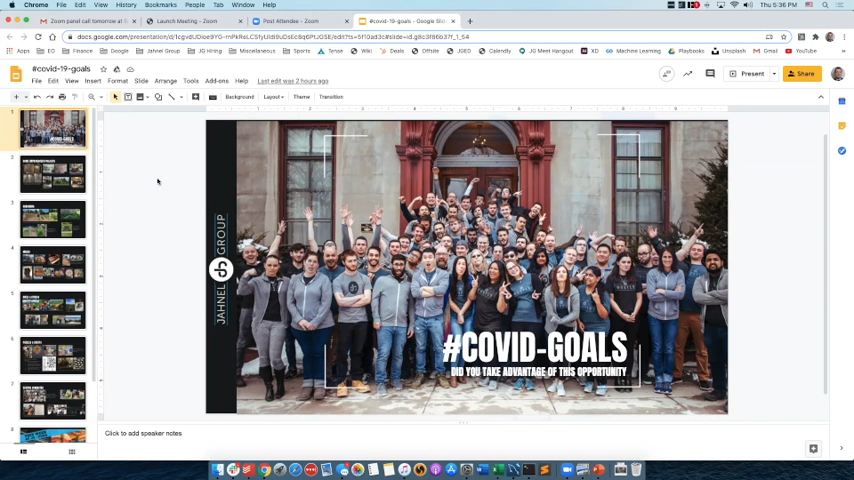 Chrome File Edit View History Bookmarks People Tab Window Help
Thu 5:36 PM
Zoom panel call tomorrow at
Launch Meeting - Zoom
Post Attendee - Zoom
#covid-19-goals - Google Slid
Apps
EO
Finance
Google
Jahnel Group
JG Hiring
Miscellaneous
Sports
Tense
Wiki
Deals
Offsite
JGED
Calendly
JG Meet Hangout
XD
Machine Learning
Playbooks
Unsplash
Gmail
YouTube
#covid-19-goals
File Edit View Insert Format Slide Arrange Tools Add-ons Help
Last edit was 2 hours ago
Present
Share
Background
Layout
Theme
Transition
JAHNEL GROUP
#COVID-GOALS
DID YOU TAKE ADVANTAGE OF THIS OPPORTUNITY
Click to add speaker notes